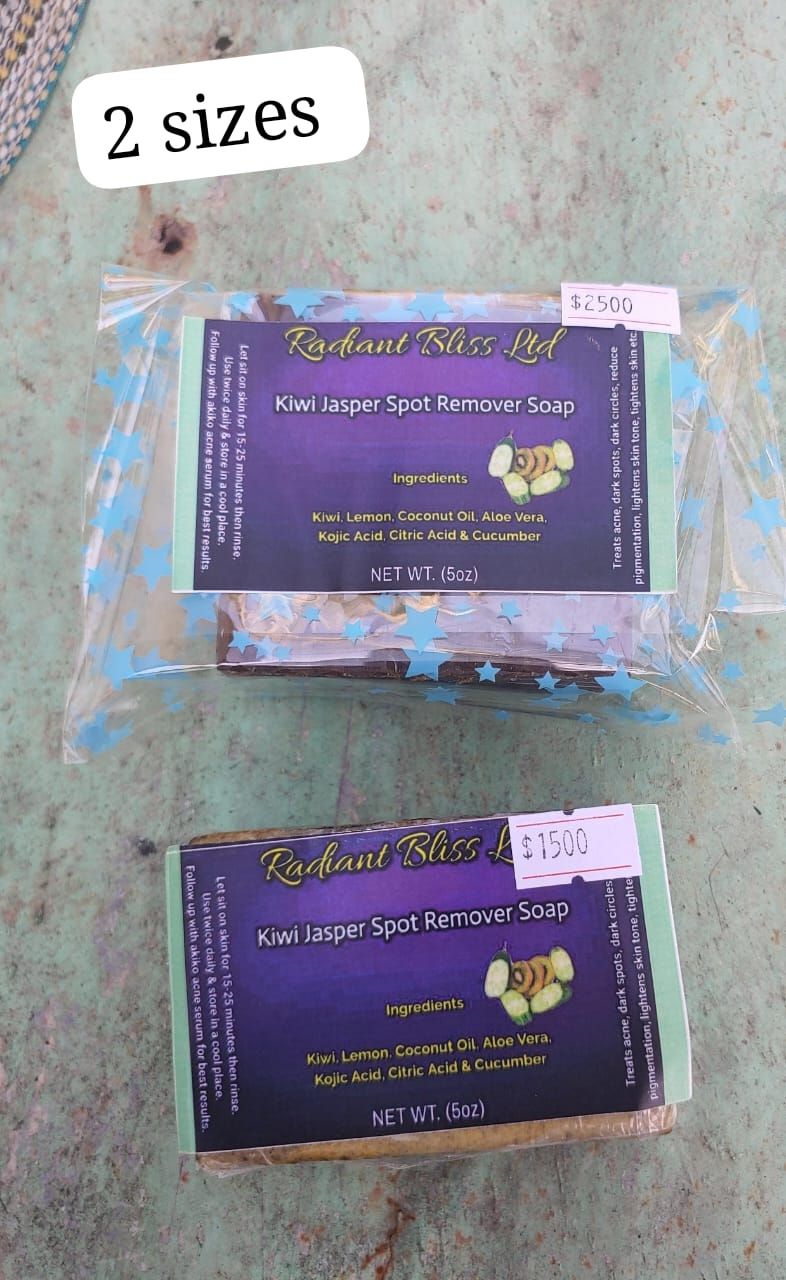 2 sizes
$2500
Radiant Bliss Ltd
Kiwi Jasper Spot Remover Soap
Ingredients
Kiwi, Lemon, Coconut Oil, Aloe Vera,
Kojic Acid, Citric Acid & Cucumber
NET WT. (5oz)
Let sit on skin for 15-25 minutes then rinse.
Use twice daily & store in a cool place.
Follow up with akiko acne serum for best results.
Treats acne, dark spots, dark circles, reduce
pigmentation, lightens skin tone, tightens skin etc.
$1500
Radiant Bliss L
Kiwi Jasper Spot Remover Soap
Ingredients
Kiwi, Lemon, Coconut Oil, Aloe Vera,
Kojic Acid, Citric Acid & Cucumber
NET WT. (5oz)
Let sit on skin for 15-25 minutes then rinse.
Use twice daily & store in a cool place.
Follow up with akiko acne serum for best results.
Treats acne, dark spots, dark circles
pigmentation, lightens skin tone, tighte